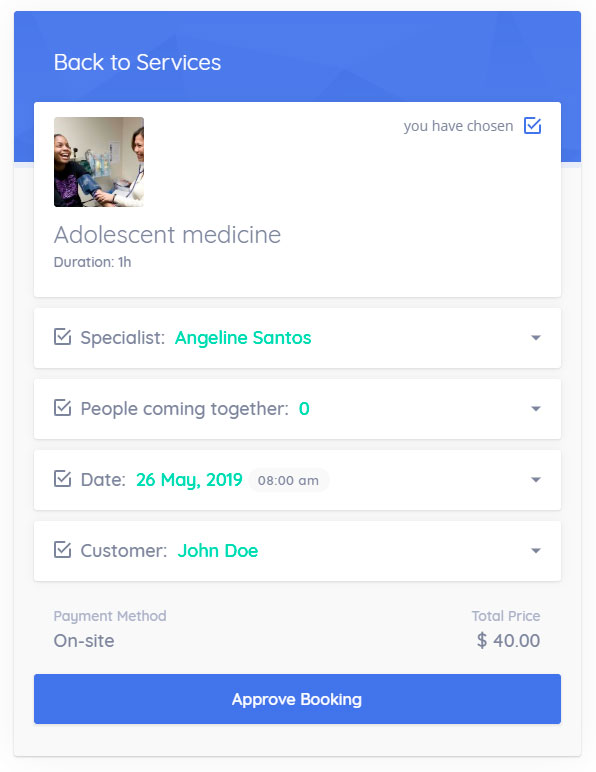 Back to Services
you have chosen
Adolescent medicine
Duration: 1h
Specialist: Angeline Santos
People coming together: 0
Date: 26 May, 2019 08:00 am
Customer: John Doe
Payment Method Total Price
On-site $ 40.00
Approve Booking